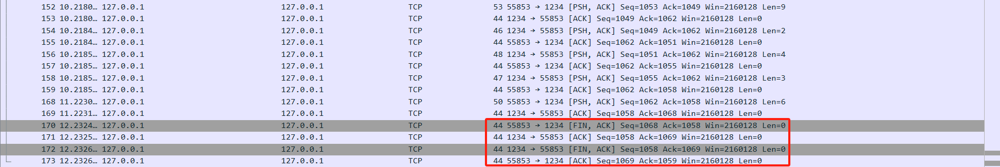 152 10.2180… 127.0.0.1 127.0.0.1 TCP 53 55853 → 1234 [PSH, ACK] Seq=1053 Ack=1049 Win=2160128 Len=9
153 10.2180… 127.0.0.1 127.0.0.1 TCP 44 1234 → 55853 [ACK] Seq=1049 Ack=1062 Win=2160128 Len=0
154 10.2184… 127.0.0.1 127.0.0.1 TCP 46 1234 → 55853 [PSH, ACK] Seq=1049 Ack=1062 Win=2160128 Len=2
155 10.2184… 127.0.0.1 127.0.0.1 TCP 44 55853 → 1234 [ACK] Seq=1062 Ack=1051 Win=2160128 Len=0
156 10.2185… 127.0.0.1 127.0.0.1 TCP 48 1234 → 55853 [PSH, ACK] Seq=1051 Ack=1062 Win=2160128 Len=4
157 10.2185… 127.0.0.1 127.0.0.1 TCP 44 55853 → 1234 [ACK] Seq=1062 Ack=1055 Win=2160128 Len=0
158 10.2185… 127.0.0.1 127.0.0.1 TCP 47 1234 → 55853 [PSH, ACK] Seq=1055 Ack=1062 Win=2160128 Len=3
159 10.2185… 127.0.0.1 127.0.0.1 TCP 44 55853 → 1234 [ACK] Seq=1062 Ack=1058 Win=2160128 Len=0
168 11.2230… 127.0.0.1 127.0.0.1 TCP 50 55853 → 1234 [PSH, ACK] Seq=1062 Ack=1058 Win=2160128 Len=6
169 11.2231… 127.0.0.1 127.0.0.1 TCP 44 1234 → 55853 [ACK] Seq=1058 Ack=1068 Win=2160128 Len=0
170 12.2324… 127.0.0.1 127.0.0.1 TCP 44 55853 → 1234 [FIN, ACK] Seq=1068 Ack=1058 Win=2160128 Len=0
171 12.2325… 127.0.0.1 127.0.0.1 TCP 44 1234 → 55853 [ACK] Seq=1058 Ack=1069 Win=2160128 Len=0
172 12.2326… 127.0.0.1 127.0.0.1 TCP 44 1234 → 55853 [FIN, ACK] Seq=1058 Ack=1069 Win=2160128 Len=0
173 12.2326… 127.0.0.1 127.0.0.1 TCP 44 55853 → 1234 [ACK] Seq=1069 Ack=1059 Win=2160128 Len=0